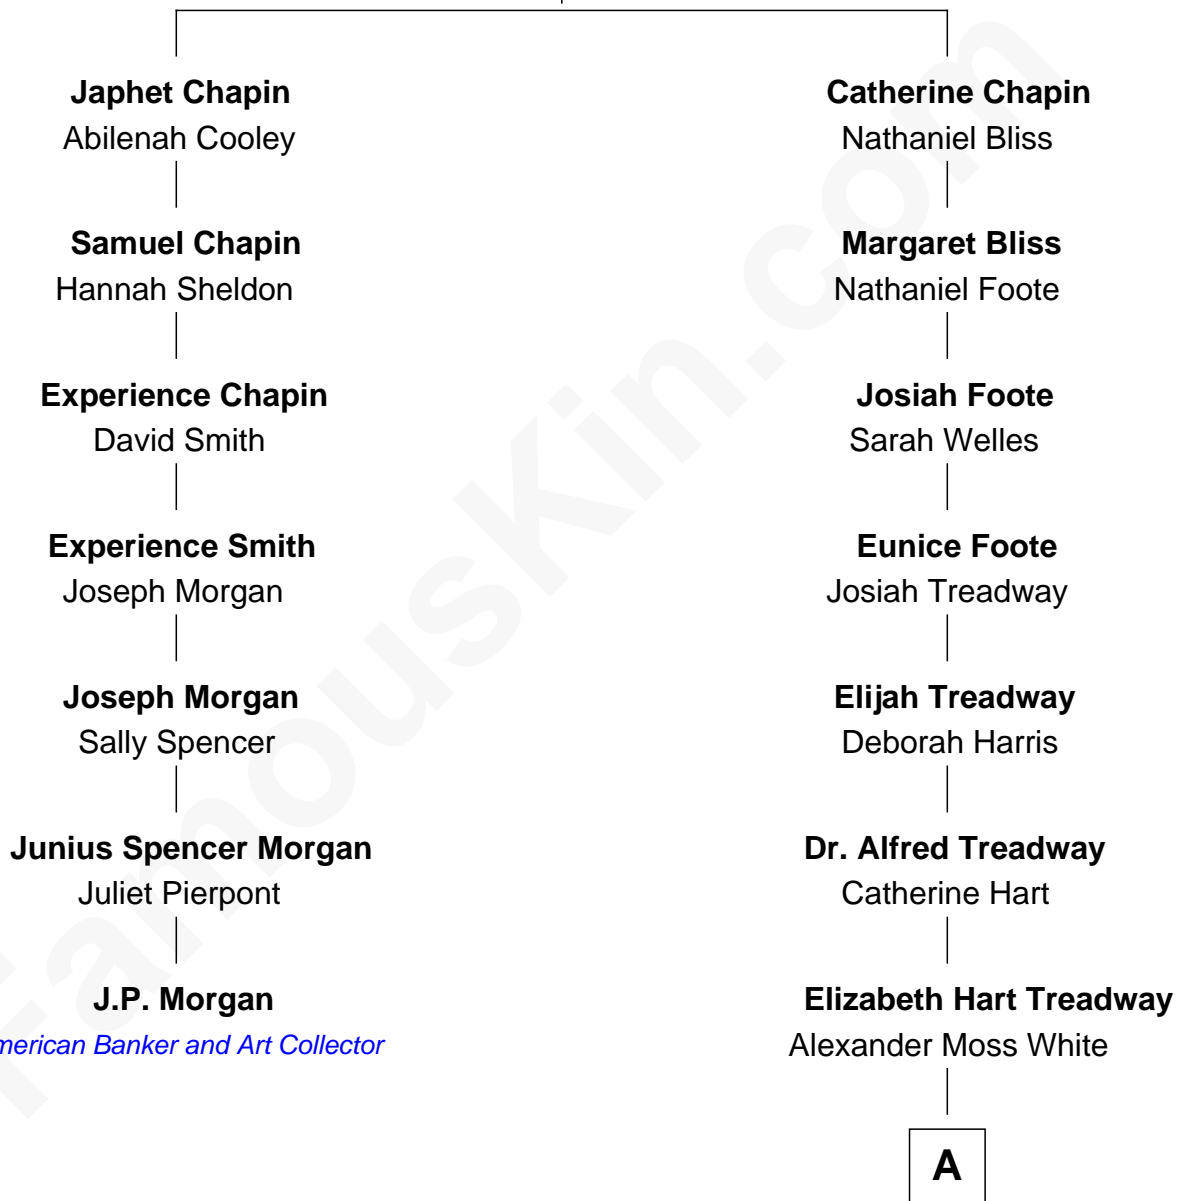 Japhet Chapin
Abilenah Cooley
Samuel Chapin
Hannah Sheldon
Experience Chapin
David Smith
Experience Smith
Joseph Morgan
Joseph Morgan
Sally Spencer
Junius Spencer Morgan
Juliet Pierpont
J.P. Morgan
merican Banker and Art Collector
Catherine Chapin
Nathaniel Bliss
Margaret Bliss
Nathaniel Foote
Josiah Foote
Sarah Welles
Eunice Foote
Josiah Treadway
Elijah Treadway
Deborah Harris
Dr. Alfred Treadway
Catherine Hart
Elizabeth Hart Treadway
Alexander Moss White
A
FamousKin.com